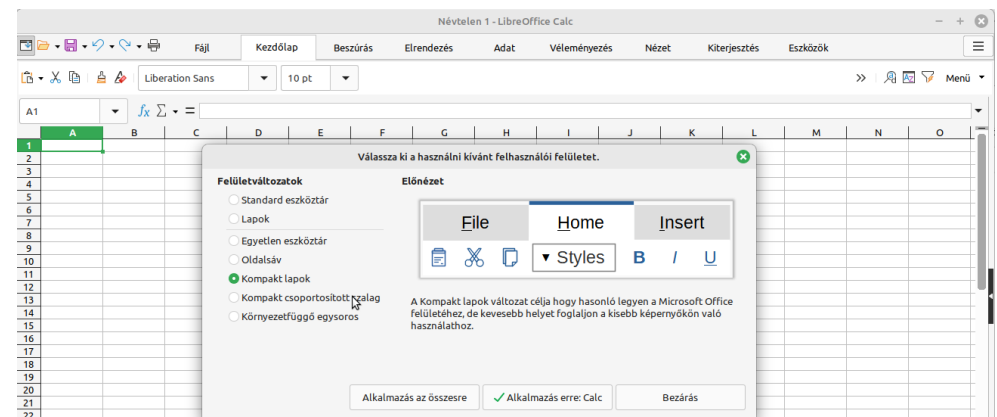 Névtelen 1 - LibreOffice Calc
Fájl Kezdőlap Beszúrás Elrendezés Adat Véleményezés Nézet Kiterjesztés Eszközök
Liberation Sans 10 pt Menü
A1
A B C D E F G H I J K L M N O
1
2
3
4
5
6
7
8
9
10
11
12
13
14
15
16
17
18
19
20
21
22
Válassza ki a használni kívánt felhasználói felületet.
Felületváltozatok
Standard eszköztár
Lapok
Egyetlen eszköztár
Oldalsáv
Kompakt lapok
Kompakt csoportosított szalag
Környezetfüggő egysoros
Előnézet
File Home Insert
Styles B I U
A Kompakt lapok változat célja hogy hasonló legyen a Microsoft Office
felületéhez, de kevesebb helyet foglaljon a kisebb képernyőkön való
használathoz.
Alkalmazás az összesre Alkalmazás erre: Calc Bezárás